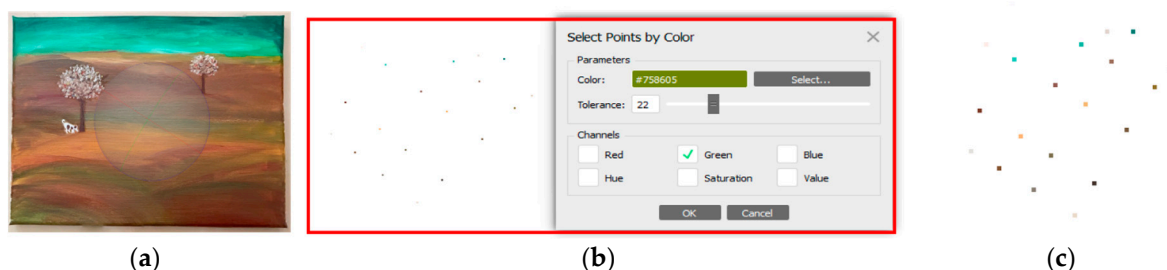 Select Points by Color
Parameters
Color: #758605 Select...
Tolerance: 22
Channels
Red Green Blue
Hue Saturation Value
OK Cancel
(a) (b) (c)